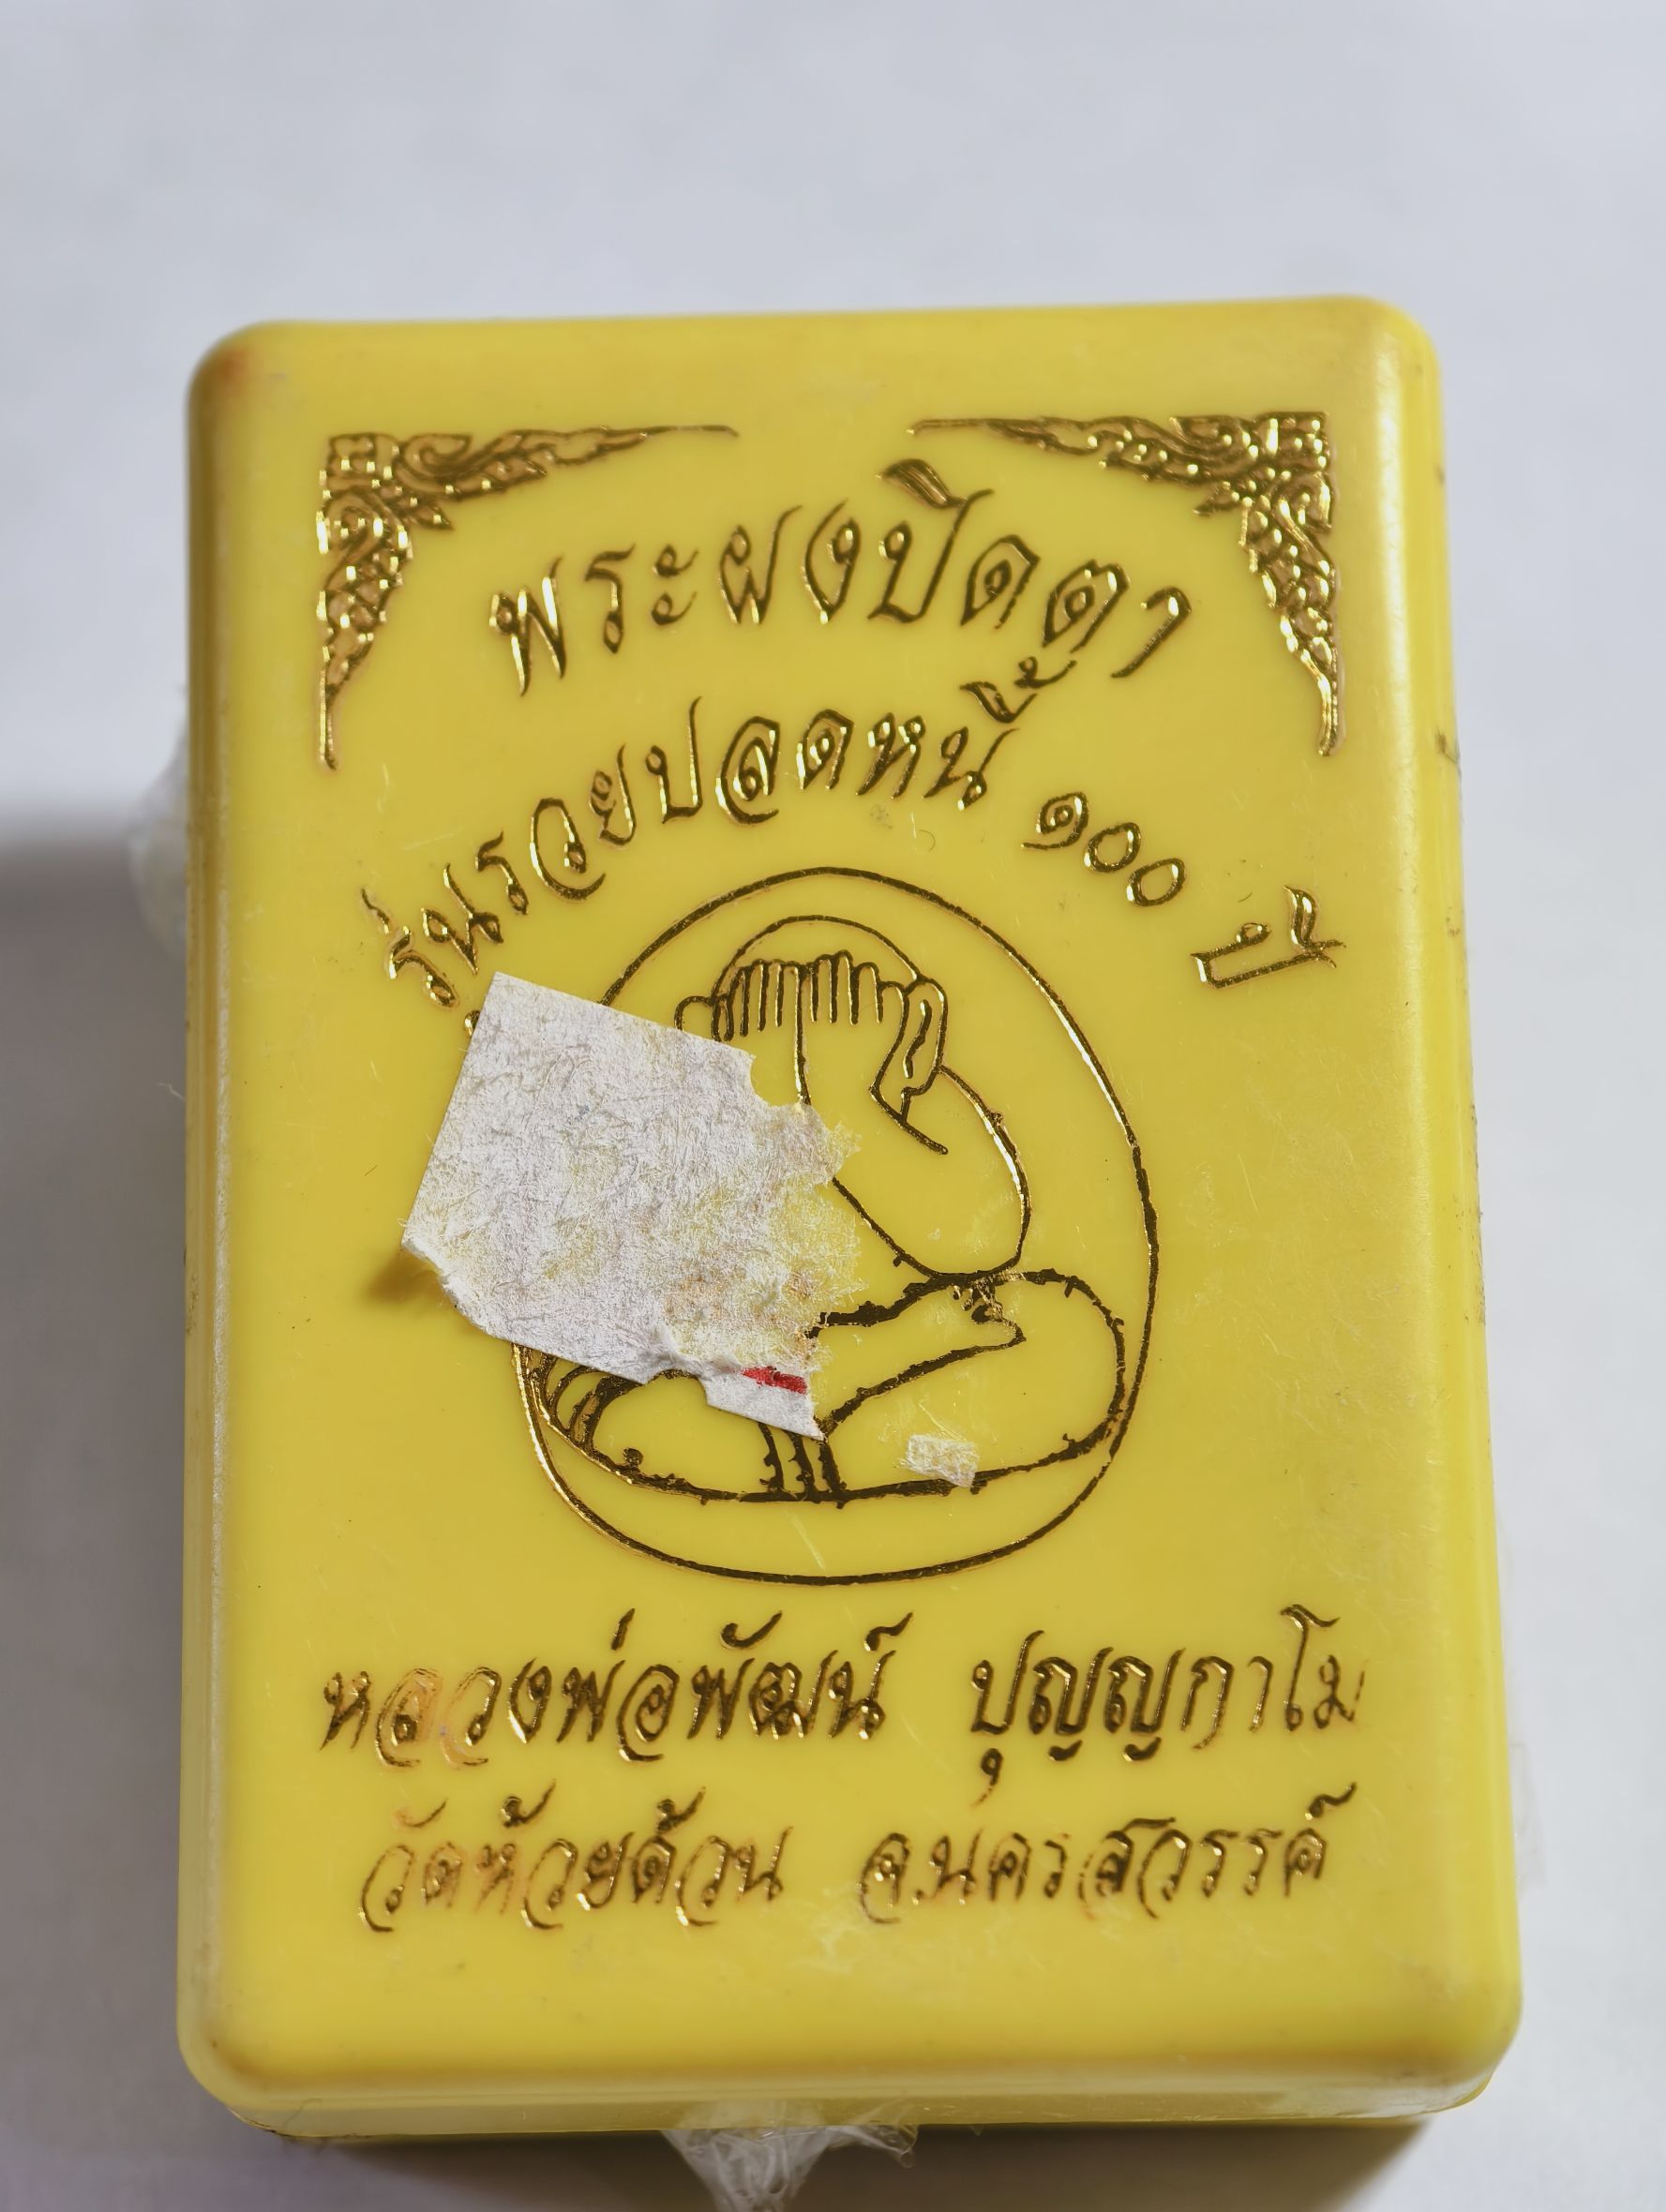 พระผงปิดตา
รุ่นรวยปลดหนี้ ๑๐๐ ปี
หลวงพ่อพัฒน์ ปุญญกาโม
วัดห้วยด้วน จ.นครสวรรค์